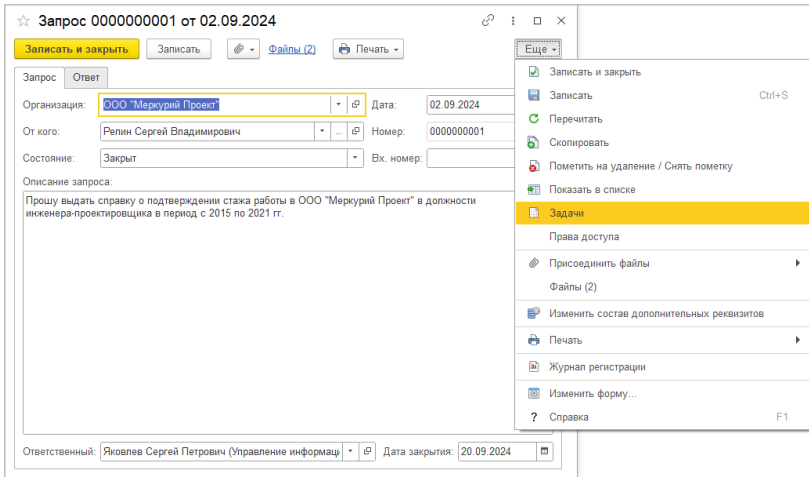 Запрос 0000000001 от 02.09.2024
Записать и закрыть Записать Файлы (2) Печать Еще
Запрос Ответ
Организация: ООО "Меркурий Проект" Дата: 02.09.2024
От кого: Репин Сергей Владимирович ... Номер: 0000000001
Состояние: Закрыт Вх. номер:
Описание запроса:
Прошу выдать справку о подтверждении стажа работы в ООО "Меркурий Проект" в должности
инженера-проектировщика в период с 2015 по 2021 гг.
Ответственный: Яковлев Сергей Петрович (Управление информаци Дата закрытия: 20.09.2024
Записать и закрыть
Записать Ctrl+S
Перечитать
Скопировать
Пометить на удаление / Снять пометку
Показать в списке
Задачи
Права доступа
Присоединить файлы
Файлы (2)
Изменить состав дополнительных реквизитов
Печать
Журнал регистрации
Изменить форму...
? Справка F1